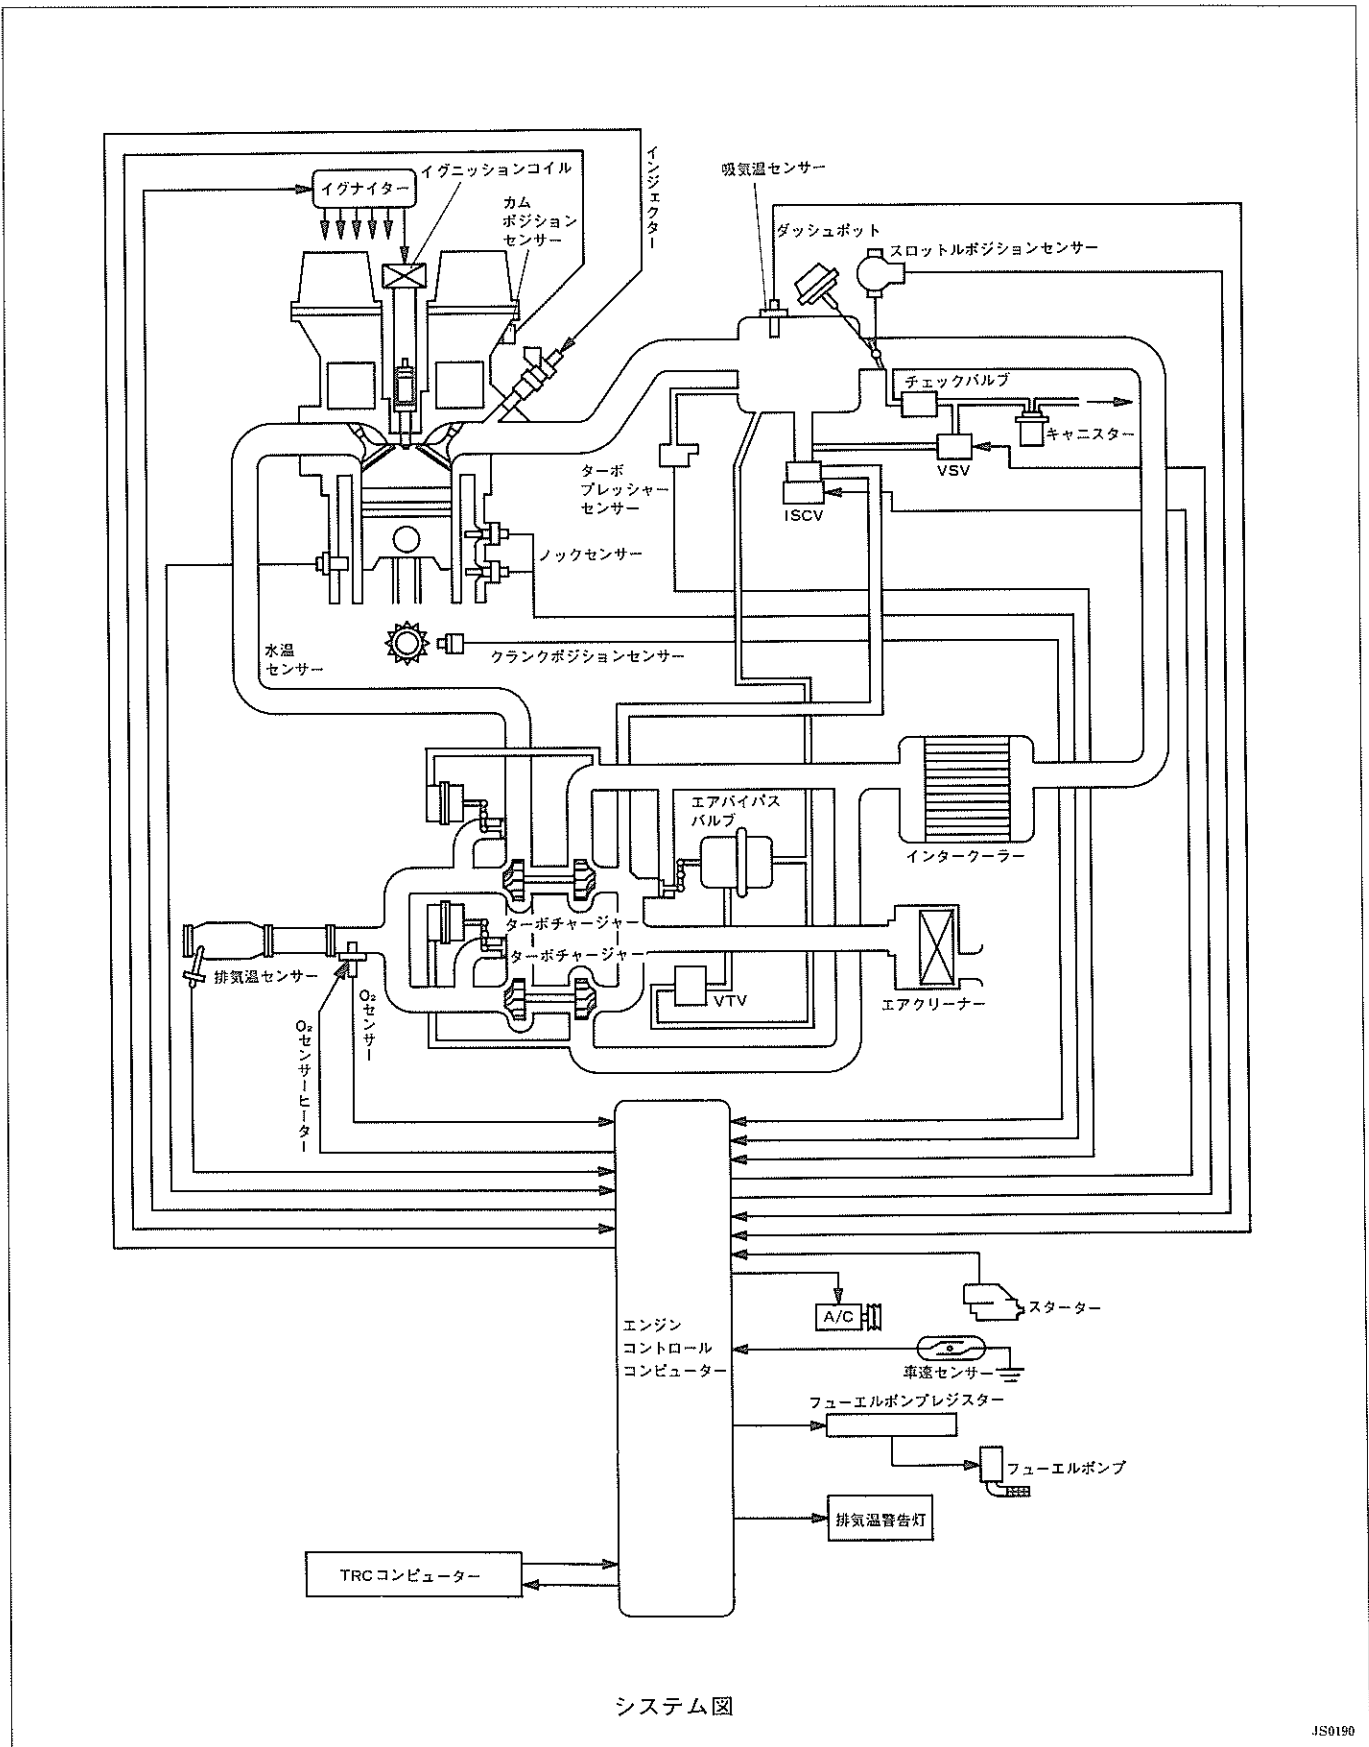 インジェクター
イグニッションコイル
イグナイター
カム
ポジション
センサー
吸気温センサー
ダッシュポット
スロットルポジションセンサー
チェックバルブ
キャニスター
VSV
ターボ
プレッシャー
センサー
ISCV
ノックセンサー
水温
センサー
クランクポジションセンサー
エアバイパス
バルブ
インタークーラー
ターボチャージャー
ターボチャージャー
排気温センサー
O₂センサー
O₂センサーヒーター
VTV
エアクリーナー
エンジン
コントロール
コンピューター
A/C
スターター
車速センサー
フューエルポンプレジスター
フューエルポンプ
排気温警告灯
TRCコンピューター
システム図
JS0190